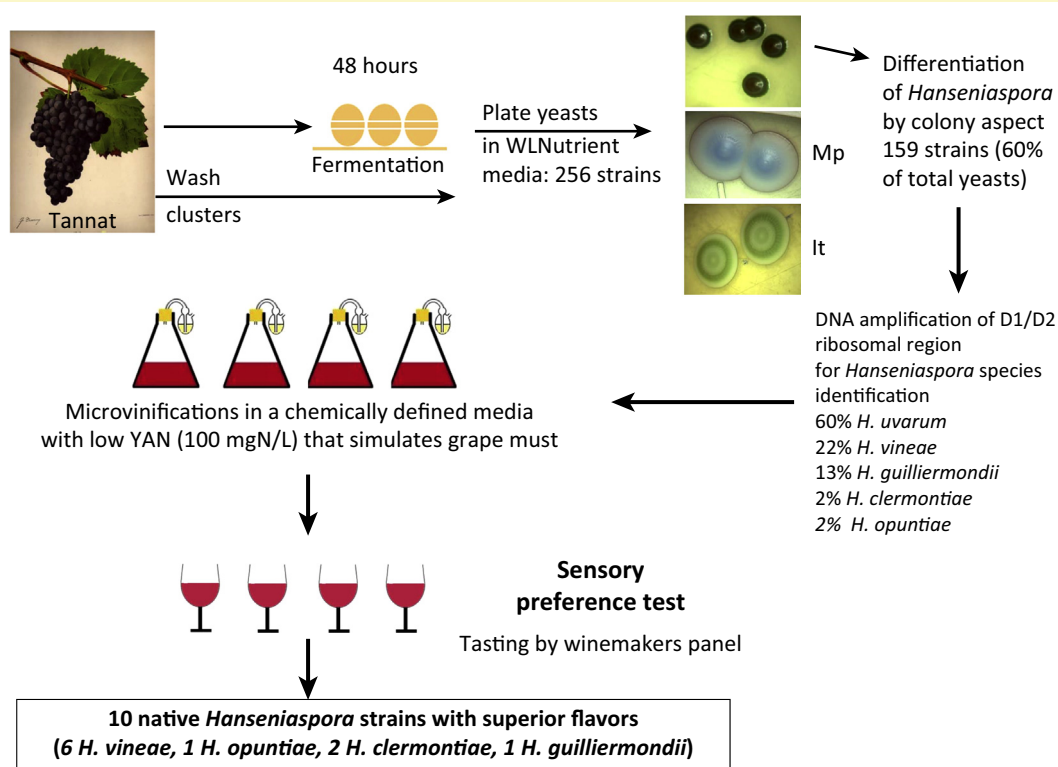 Tannat
48 hours
Fermentation
Wash
clusters
Plate yeasts
in WLNutrient
media: 256 strains
Mp
It
Differentiation
of Hanseniaspora
by colony aspect
159 strains (60%
of total yeasts)
DNA amplification of D1/D2
ribosomal region
for Hanseniaspora species
identification
60% H. uvarum
22% H. vineae
13% H. guilliermondii
2% H. clermontiae
2% H. opuntiae
Microvinifications in a chemically defined media
with low YAN (100 mgN/L) that simulates grape must
Sensory
preference test
Tasting by winemakers panel
10 native Hanseniaspora strains with superior flavors
(6 H. vineae, 1 H. opuntiae, 2 H. clermontiae, 1 H. guilliermondii)